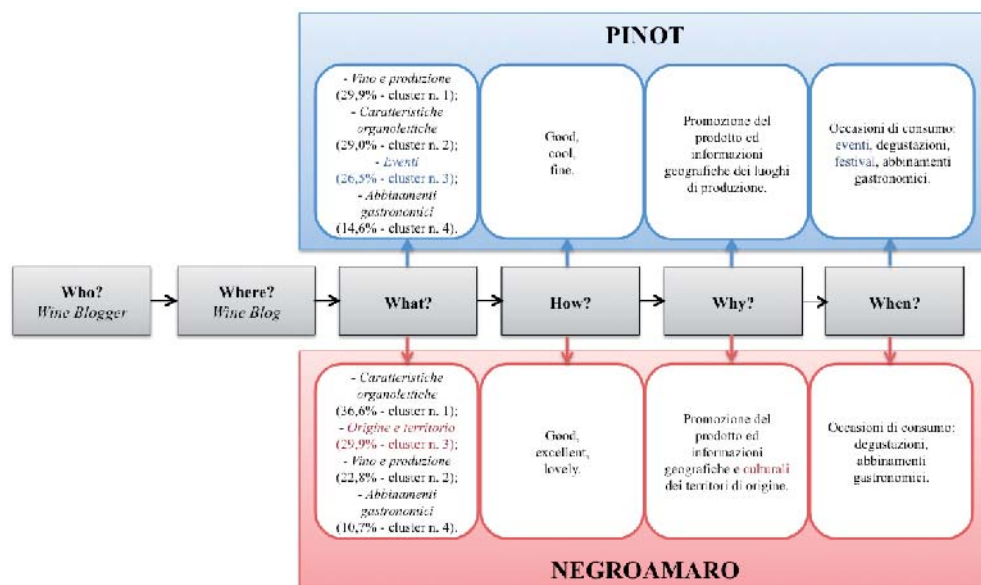 PINOT
- Vino e produzione
(29,9% - cluster n. 1);
- Caratteristiche
organolettiche
(29,0% - cluster n. 2);
- Eventi
(26,5% - cluster n. 3);
- Abbinamenti
gastronomici
(14,6% - cluster n. 4).
Good,
cool,
fine.
Promozione del
prodotto ed
informazioni
geografiche dei luoghi
di produzione.
Occasioni di consumo:
eventi, degustazioni,
festival, abbinamenti
gastronomici.
Who?
Wine Blogger
Where?
Wine Blog
What?
How?
Why?
When?
- Caratteristiche
organolettiche
(36,6% - cluster n. 1);
- Origine e territorio
(29,9% - cluster n. 3);
- Vino e produzione
(22,8% - cluster n. 2);
- Abbinamenti
gastronomici
(10,7% - cluster n. 4).
Good,
excellent,
lovely.
Promozione del
prodotto ed
informazioni
geografiche e culturali
dei territori di origine.
Occasioni di consumo:
degustazioni,
abbinamenti
gastronomici.
NEGROAMARO